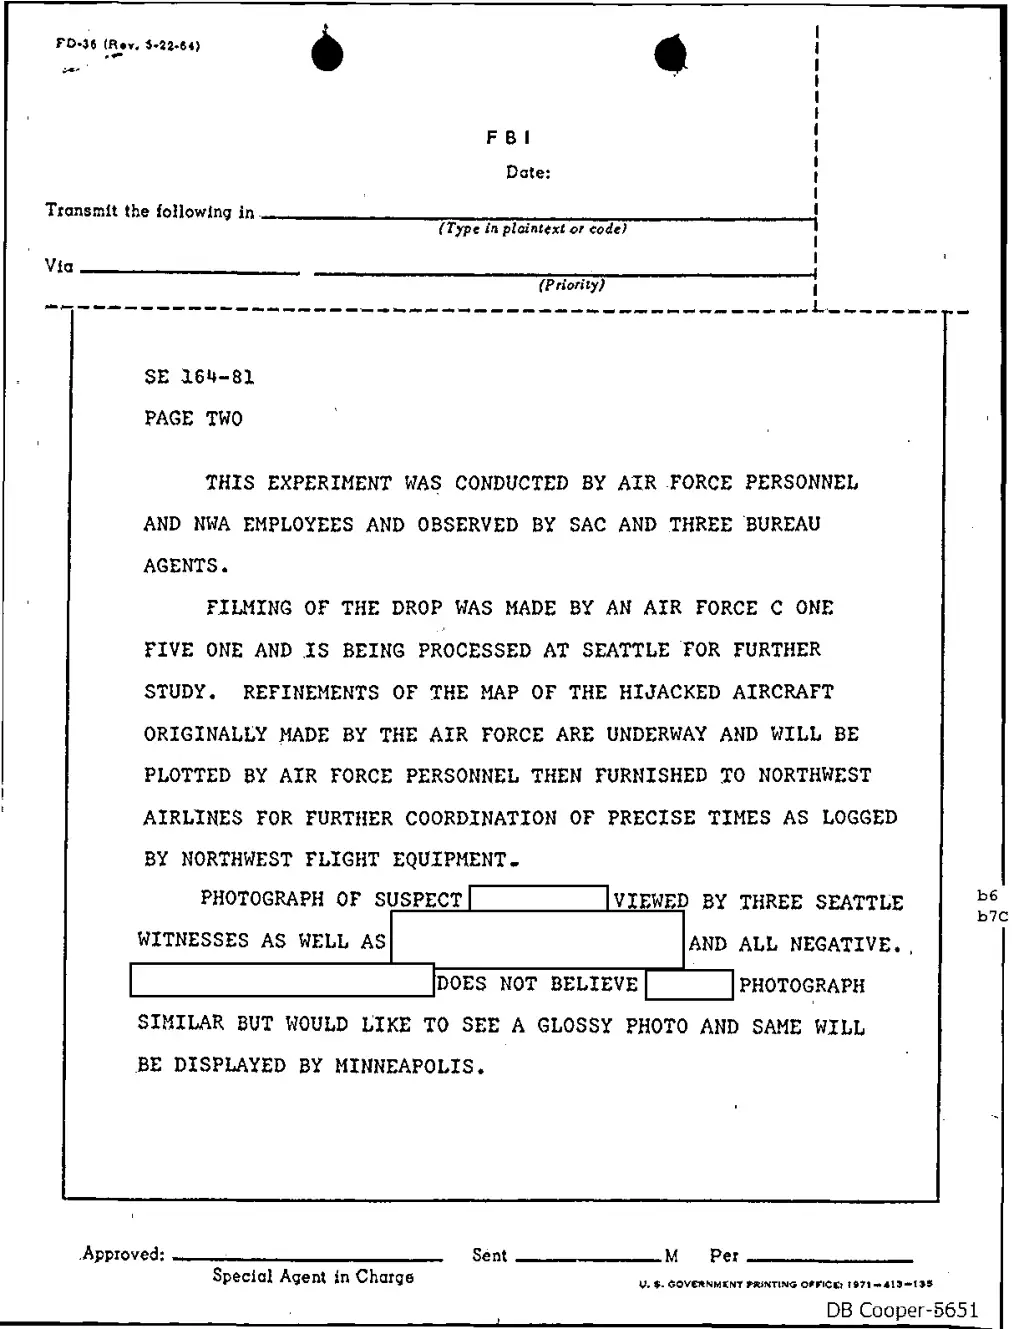 FD-36 (Rev. 5-22-64)
F B I
Date:
Transmit the following in
(Type in plaintext or code)
Via
(Priority)
SE 164-81
PAGE TWO
THIS EXPERIMENT WAS CONDUCTED BY AIR FORCE PERSONNEL
AND NWA EMPLOYEES AND OBSERVED BY SAC AND THREE BUREAU
AGENTS.
FILMING OF THE DROP WAS MADE BY AN AIR FORCE C ONE
FIVE ONE AND IS BEING PROCESSED AT SEATTLE FOR FURTHER
STUDY. REFINEMENTS OF THE MAP OF THE HIJACKED AIRCRAFT
ORIGINALLY MADE BY THE AIR FORCE ARE UNDERWAY AND WILL BE
PLOTTED BY AIR FORCE PERSONNEL THEN FURNISHED TO NORTHWEST
AIRLINES FOR FURTHER COORDINATION OF PRECISE TIMES AS LOGGED
BY NORTHWEST FLIGHT EQUIPMENT.
PHOTOGRAPH OF SUSPECT VIEWED BY THREE SEATTLE
b6
b7C
WITNESSES AS WELL AS AND ALL NEGATIVE.
DOES NOT BELIEVE PHOTOGRAPH
SIMILAR BUT WOULD LIKE TO SEE A GLOSSY PHOTO AND SAME WILL
BE DISPLAYED BY MINNEAPOLIS.
Approved: Sent M Per
Special Agent in Charge
U. S. GOVERNMENT PRINTING OFFICE: 1971-413-135
DB Cooper-5651